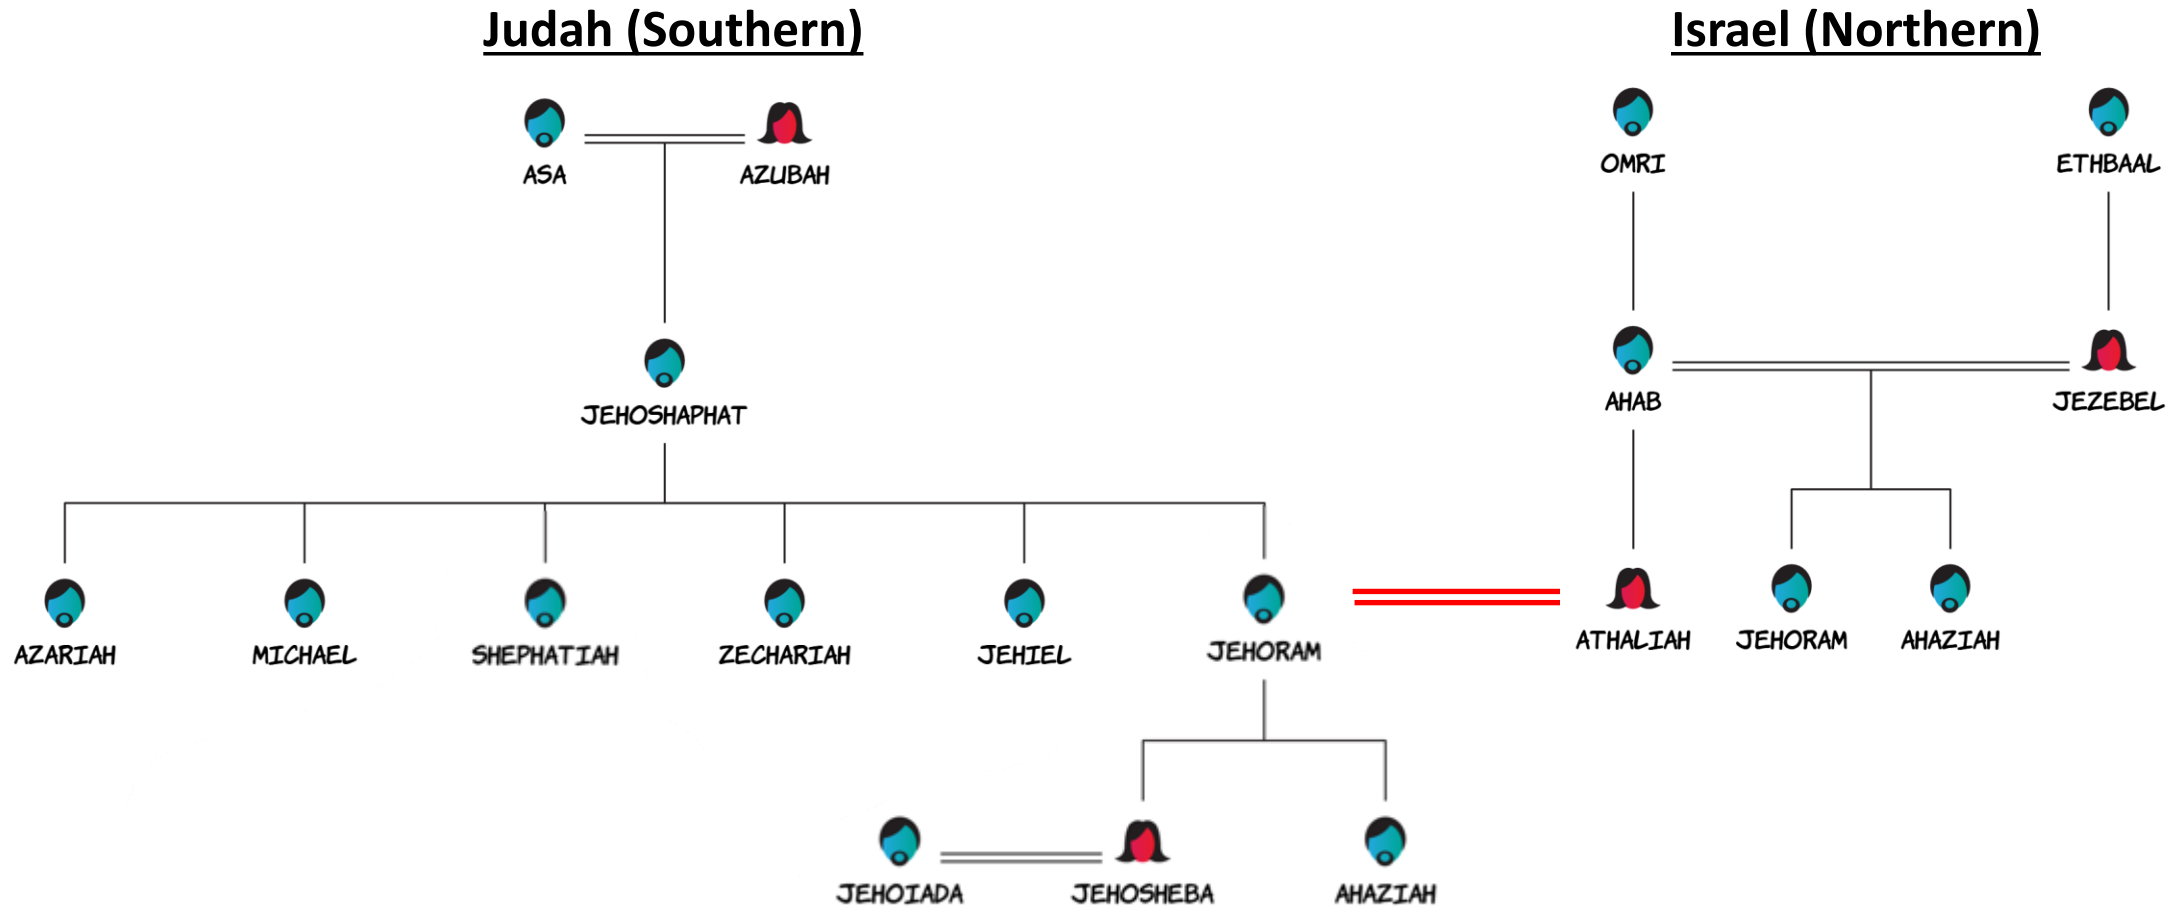 Judah (Southern)
Israel (Northern)
ASA
AZUBAH
OMRI
ETHBAAL
JEHOSHAPHAT
AHAB
JEZEBEL
AZARIAH
MICHAEL
SHEPHATIAH
ZECHARIAH
JEHIEL
JEHORAM
ATHALIAH
JEHORAM
AHAZIAH
JEHOIADA
JEHOSHEBA
AHAZIAH